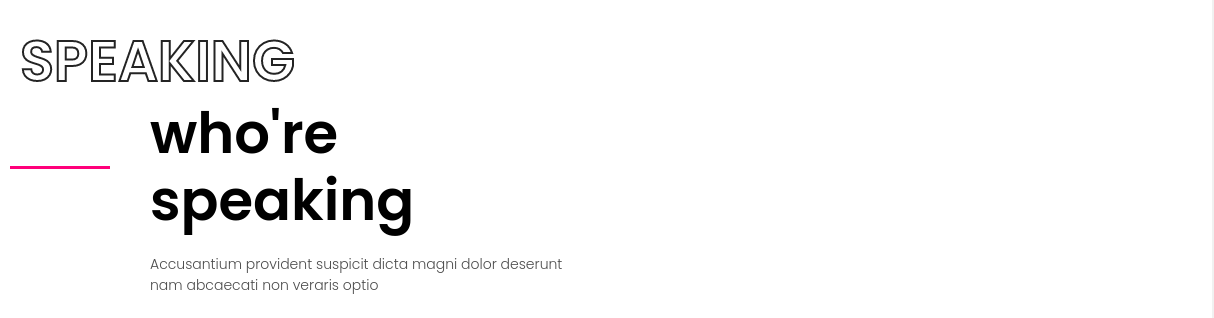 SPEAKING
who're
speaking
Accusantium provident suspicit dicta magni dolor deserunt
nam abcaecati non veraris optio